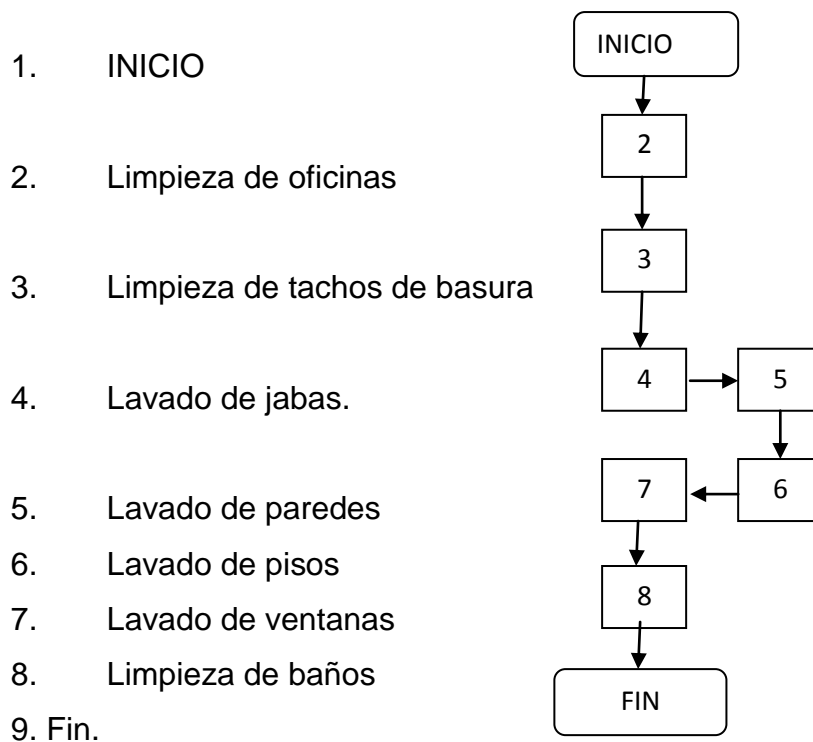 1. INICIO
2. Limpieza de oficinas
3. Limpieza de tachos de basura
4. Lavado de jabas.
5. Lavado de paredes
6. Lavado de pisos
7. Lavado de ventanas
8. Limpieza de baños
9. Fin.
INICIO
2
3
4 5
7 6
8
FIN